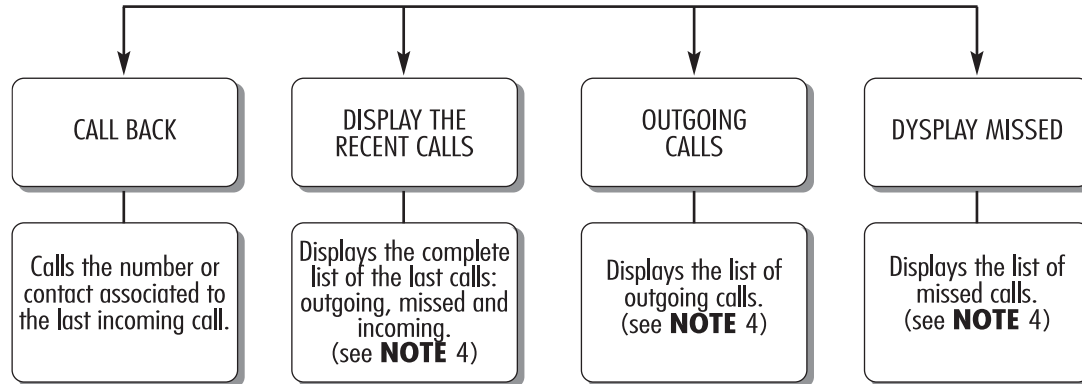 CALL BACK
DISPLAY THE
RECENT CALLS
OUTGOING
CALLS
DYSPLAY MISSED
Calls the number or
contact associated to
the last incoming call.
Displays the complete
list of the last calls:
outgoing, missed and
incoming.
(see NOTE 4)
Displays the list of
outgoing calls.
(see NOTE 4)
Displays the list of
missed calls.
(see NOTE 4)